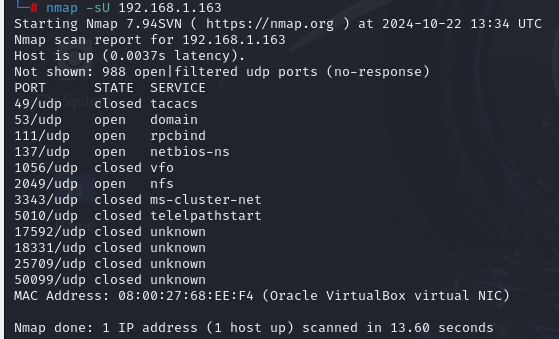 └─# nmap -sU 192.168.1.163
Starting Nmap 7.94SVN ( https://nmap.org ) at 2024-10-22 13:34 UTC
Nmap scan report for 192.168.1.163
Host is up (0.0037s latency).
Not shown: 988 open|filtered udp ports (no-response)
PORT      STATE  SERVICE
49/udp    closed tacacs
53/udp    open   domain
111/udp   open   rpcbind
137/udp   open   netbios-ns
1056/udp  closed vfo
2049/udp  open   nfs
3343/udp  closed ms-cluster-net
5010/udp  closed telelpathstart
17592/udp closed unknown
18331/udp closed unknown
25709/udp closed unknown
50099/udp closed unknown
MAC Address: 08:00:27:68:EE:F4 (Oracle VirtualBox virtual NIC)
Nmap done: 1 IP address (1 host up) scanned in 13.60 seconds